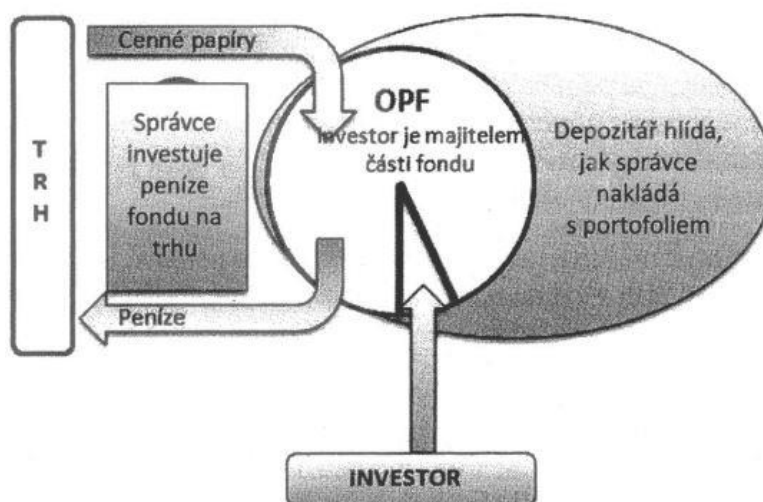 TRH
Cenné papíry
Správce
investuje
peníze
fondu na
trhu
Peníze
OPF
investor je majitelem
části fondu
Depozitář hlídá,
jak správce
nakládá
s portofoliem
INVESTOR